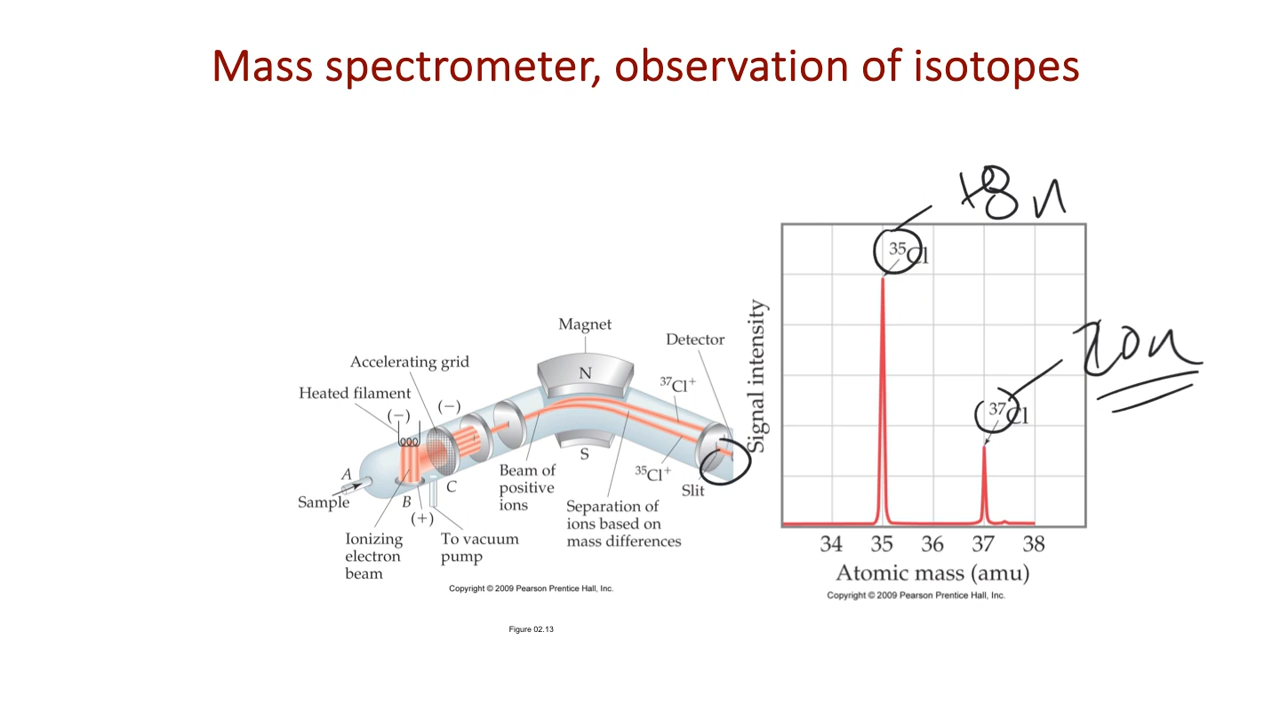 Mass spectrometer, observation of isotopes
Magnet
Detector
Accelerating grid
Heated filament
(−)
(−)
N
³⁷Cl⁺
A
Sample
B
C
(+)
S
³⁵Cl⁺
Slit
Beam of
positive
ions
Separation of
ions based on
mass differences
Ionizing
electron
beam
To vacuum
pump
Copyright © 2009 Pearson Prentice Hall, Inc.
Figure 02.13
18 n
³⁵Cl
20n
³⁷Cl
Signal intensity
34 35 36 37 38
Atomic mass (amu)
Copyright © 2009 Pearson Prentice Hall, Inc.